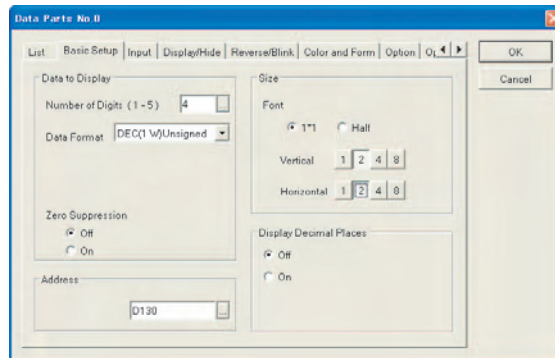 Data Parts No.0
List Basic Setup Input Display/Hide Reverse/Blink Color and Form Option
OK
Cancel
Data to Display
Number of Digits (1-5) 4 ...
Data Format DEC(1 W)Unsigned
Zero Suppression
Off
On
Address
D130 ...
Size
Font
1*1 Half
Vertical 1 2 4 8
Horizontal 1 2 4 8
Display Decimal Places
Off
On